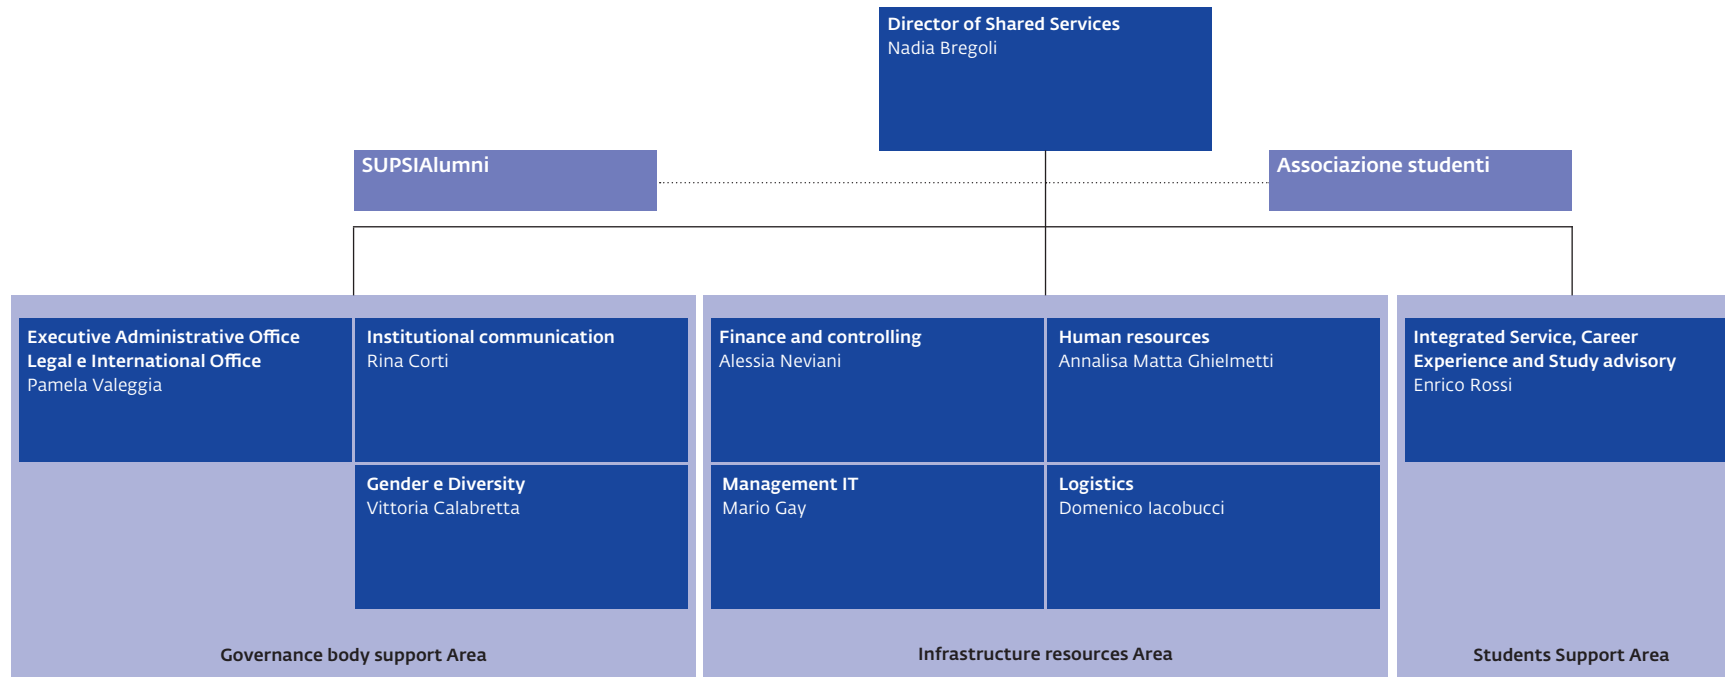 Director of Shared Services
Nadia Bregoli
SUPSIAlumni
Associazione studenti
Executive Administrative Office
Legal e International Office
Pamela Valeggia
Institutional communication
Rina Corti
Gender e Diversity
Vittoria Calabretta
Governance body support Area
Finance and controlling
Alessia Neviani
Human resources
Annalisa Matta Ghielmetti
Management IT
Mario Gay
Logistics
Domenico Iacobucci
Infrastructure resources Area
Integrated Service, Career
Experience and Study advisory
Enrico Rossi
Students Support Area